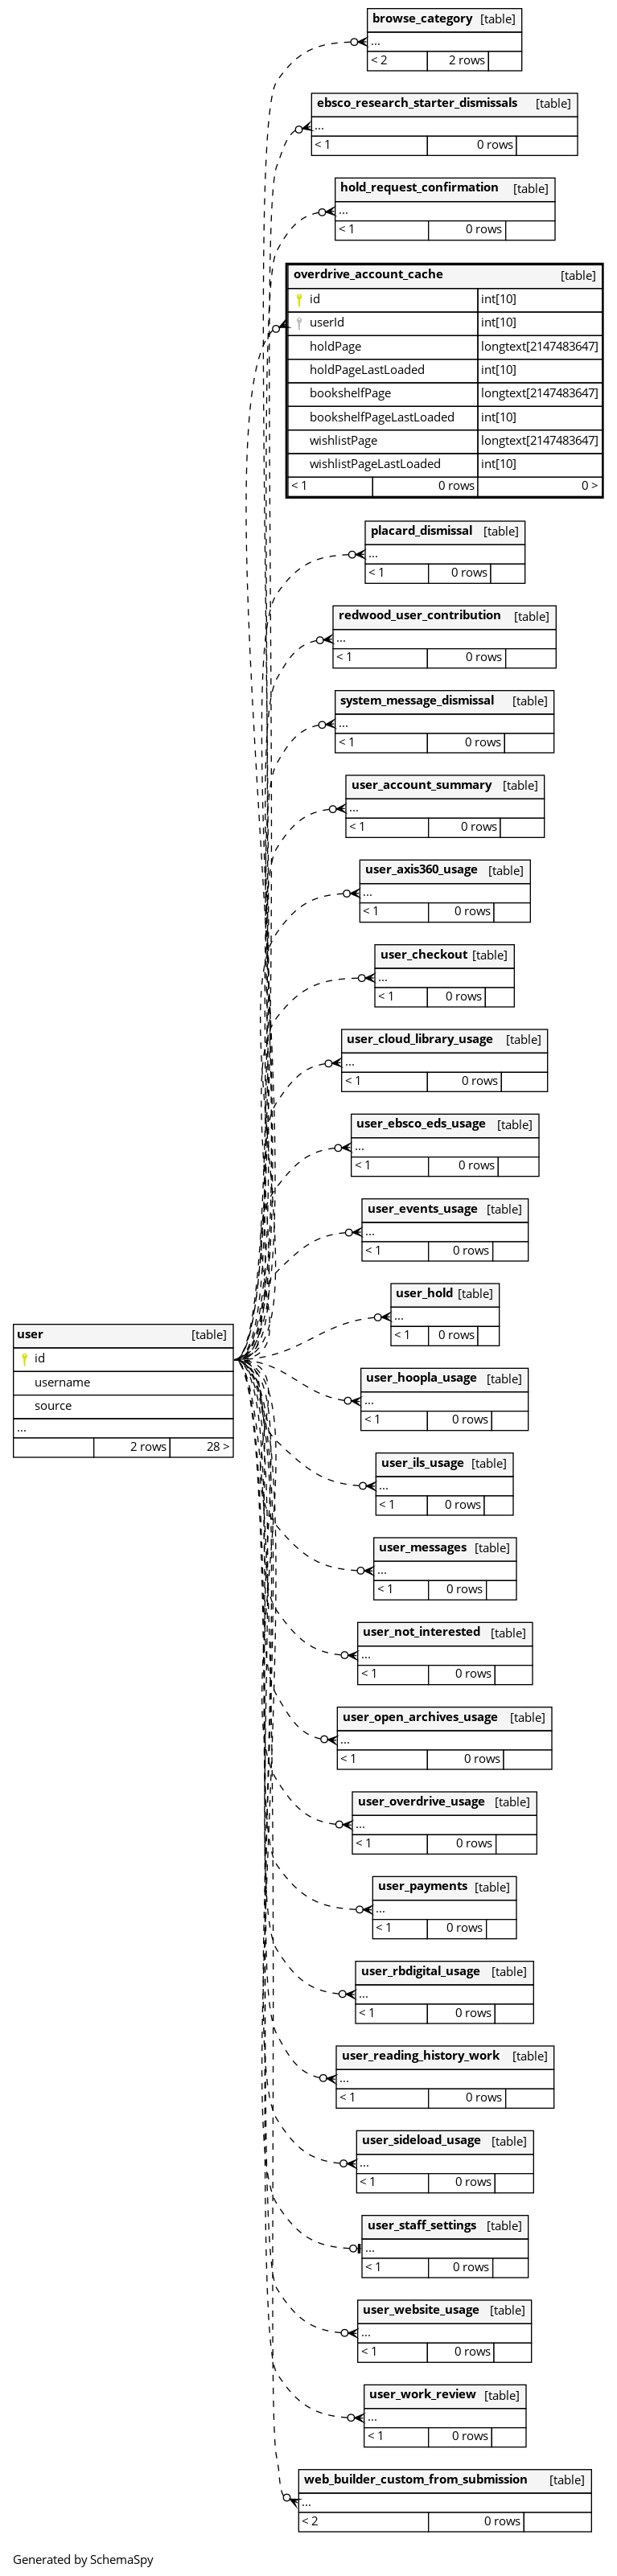 browse_category [table]
...
< 2 2 rows
ebsco_research_starter_dismissals [table]
...
< 1 0 rows
hold_request_confirmation [table]
...
< 1 0 rows
overdrive_account_cache [table]
id int[10]
userId int[10]
holdPage longtext[2147483647]
holdPageLastLoaded int[10]
bookshelfPage longtext[2147483647]
bookshelfPageLastLoaded int[10]
wishlistPage longtext[2147483647]
wishlistPageLastLoaded int[10]
< 1 0 rows 0 >
placard_dismissal [table]
...
< 1 0 rows
redwood_user_contribution [table]
...
< 1 0 rows
system_message_dismissal [table]
...
< 1 0 rows
user_account_summary [table]
...
< 1 0 rows
user_axis360_usage [table]
...
< 1 0 rows
user_checkout [table]
...
< 1 0 rows
user_cloud_library_usage [table]
...
< 1 0 rows
user_ebsco_eds_usage [table]
...
< 1 0 rows
user_events_usage [table]
...
< 1 0 rows
user_hold [table]
...
< 1 0 rows
user [table]
id
username
source
...
2 rows 28 >
user_hoopla_usage [table]
...
< 1 0 rows
user_ils_usage [table]
...
< 1 0 rows
user_messages [table]
...
< 1 0 rows
user_not_interested [table]
...
< 1 0 rows
user_open_archives_usage [table]
...
< 1 0 rows
user_overdrive_usage [table]
...
< 1 0 rows
user_payments [table]
...
< 1 0 rows
user_rbdigital_usage [table]
...
< 1 0 rows
user_reading_history_work [table]
...
< 1 0 rows
user_sideload_usage [table]
...
< 1 0 rows
user_staff_settings [table]
...
< 1 0 rows
user_website_usage [table]
...
< 1 0 rows
user_work_review [table]
...
< 1 0 rows
web_builder_custom_from_submission [table]
...
< 2 0 rows
Generated by SchemaSpy